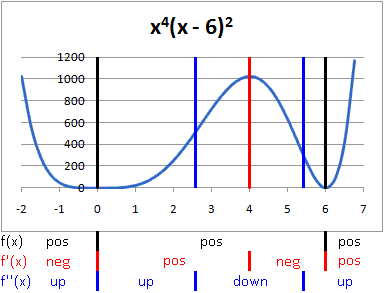 x⁴(x - 6)²
1200
1000
800
600
400
200
0
-2 -1 0 1 2 3 4 5 6 7
f(x) pos pos pos
f'(x) neg pos neg pos
f''(x) up up down up